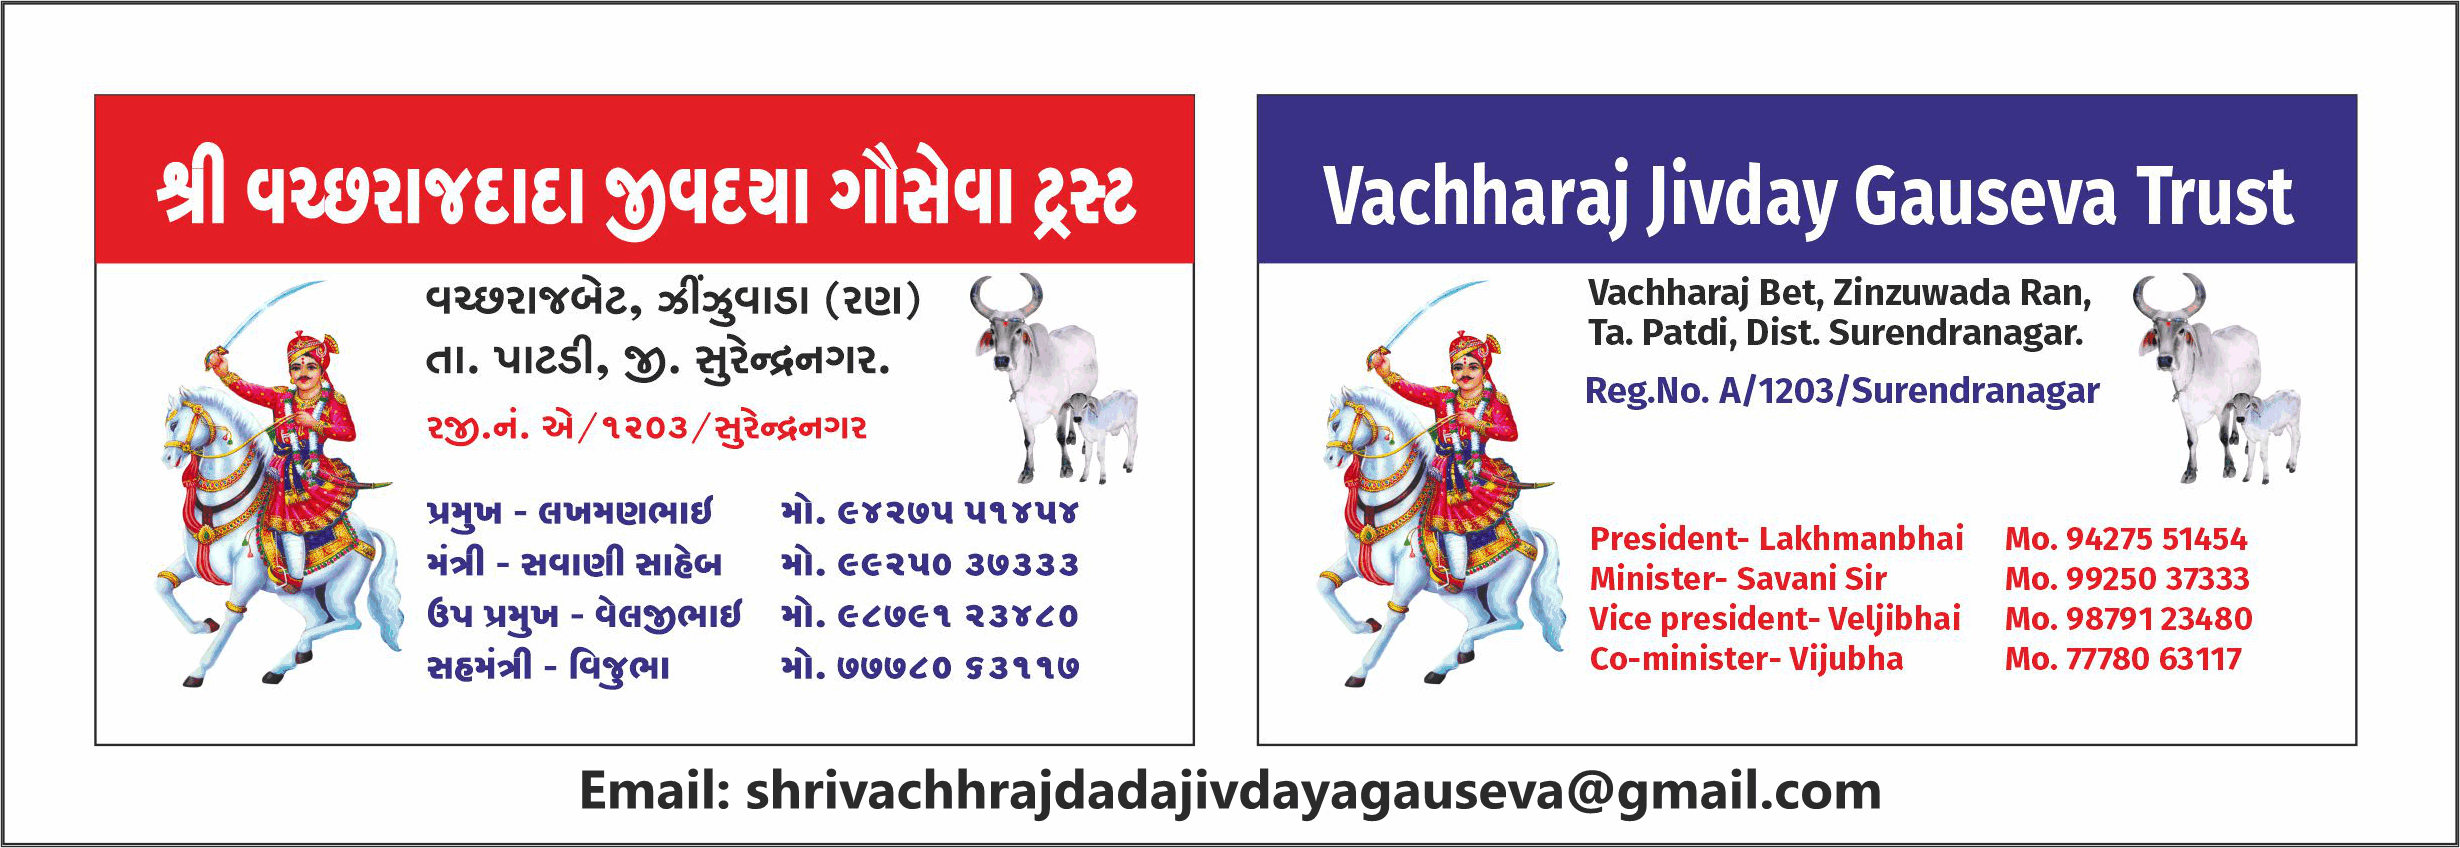 શ્રી વચ્છરાજદાદા જીવદયા ગૌસેવા ટ્રસ્ટ
વચ્છરાજબેટ, ઝીંઝુવાડા (રણ)
તા. પાટડી, જી. સુરેન્દ્રનગર.
રજી.નં. એ/૧૨૦૩/સુરેન્દ્રનગર
પ્રમુખ - લખમણભાઈ મો. ૯૪૨૭૫ ૫૧૪૫૪
મંત્રી - સવાણી સાહેબ મો. ૯૯૨૫૦ ૩૭૩૩૩
ઉપ પ્રમુખ - વેલજીભાઈ મો. ૯૮૭૯૧ ૨૩૪૮૦
સહમંત્રી - વિજુભા મો. ૭૭૭૮૦ ૬૩૧૧૭
Vachharaj Jivday Gauseva Trust
Vachharaj Bet, Zinzuwada Ran,
Ta. Patdi, Dist. Surendranagar.
Reg.No. A/1203/Surendranagar
President- Lakhmanbhai Mo. 94275 51454
Minister- Savani Sir Mo. 99250 37333
Vice president- Veljibhai Mo. 98791 23480
Co-minister- Vijubha Mo. 77780 63117
Email: shrivachhrajdadajivdayagauseva@gmail.com